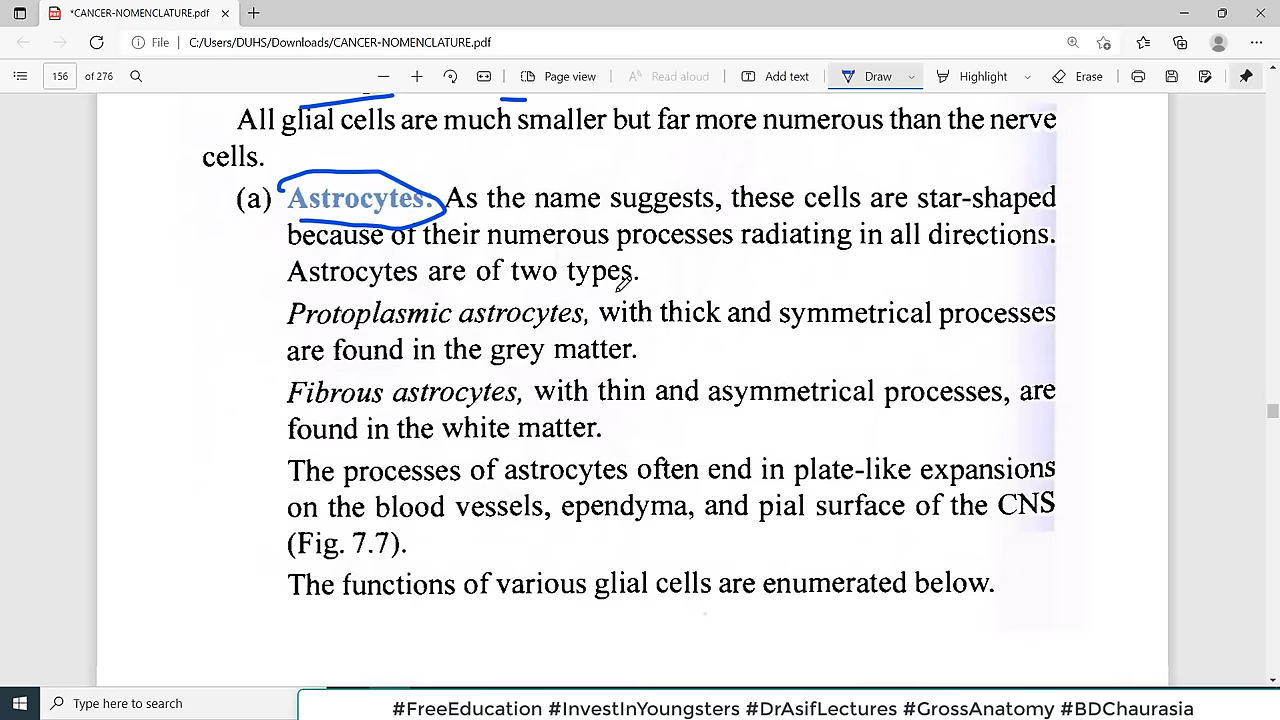 *CANCER-NOMENCLATURE.pdf
File C:/Users/DUHS/Downloads/CANCER-NOMENCLATURE.pdf
156 of 276 Page view Read aloud Add text Draw Highlight Erase
All glial cells are much smaller but far more numerous than the nerve
cells.
(a) Astrocytes: As the name suggests, these cells are star-shaped
because of their numerous processes radiating in all directions.
Astrocytes are of two types.
Protoplasmic astrocytes, with thick and symmetrical processes
are found in the grey matter.
Fibrous astrocytes, with thin and asymmetrical processes, are
found in the white matter.
The processes of astrocytes often end in plate-like expansions
on the blood vessels, ependyma, and pial surface of the CNS
(Fig. 7.7).
The functions of various glial cells are enumerated below.
Type here to search
#FreeEducation #InvestInYoungsters #DrAsifLectures #GrossAnatomy #BDChaurasia